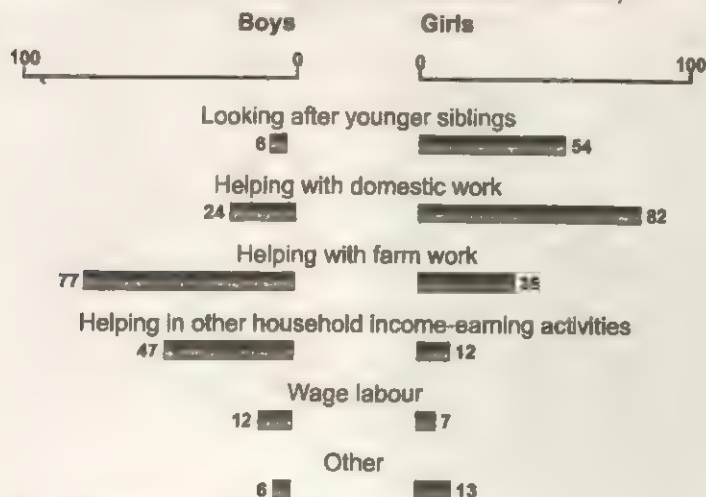 Boys Girls
100 0 0 100
Looking after younger siblings
6 54
Helping with domestic work
24 82
Helping with farm work
77 35
Helping in other household income-earning activities
47 12
Wage labour
12 7
Other
6 13